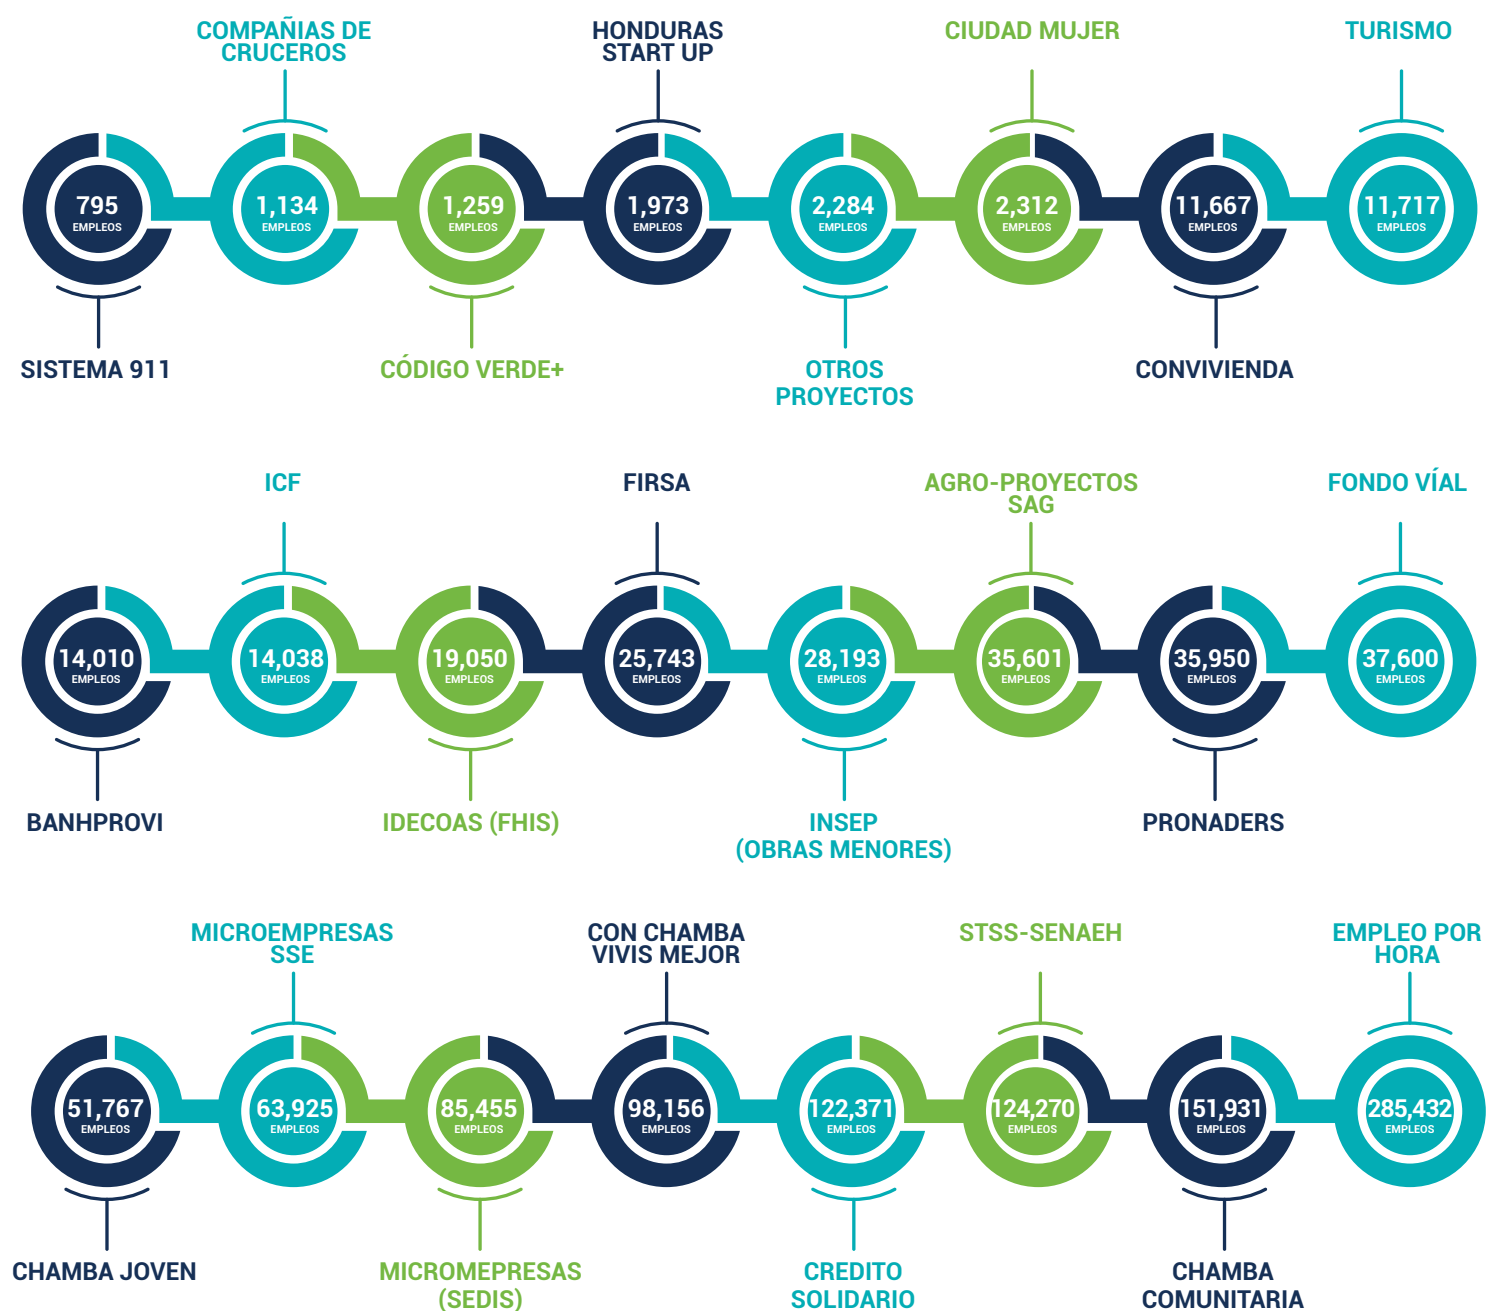 COMPAÑIAS DE
CRUCEROS
HONDURAS
START UP
CIUDAD MUJER
TURISMO
795
EMPLEOS
1,134
EMPLEOS
1,259
EMPLEOS
1,973
EMPLEOS
2,284
EMPLEOS
2,312
EMPLEOS
11,667
EMPLEOS
11,717
EMPLEOS
SISTEMA 911
CÓDIGO VERDE+
OTROS
PROYECTOS
CONVIVIENDA
ICF
FIRSA
AGRO-PROYECTOS
SAG
FONDO VÍAL
14,010
EMPLEOS
14,038
EMPLEOS
19,050
EMPLEOS
25,743
EMPLEOS
28,193
EMPLEOS
35,601
EMPLEOS
35,950
EMPLEOS
37,600
EMPLEOS
BANHPROVI
IDECOAS (FHIS)
INSEP
(OBRAS MENORES)
PRONADERS
MICROEMPRESAS
SSE
CON CHAMBA
VIVIS MEJOR
STSS-SENAEH
EMPLEO POR
HORA
51,767
EMPLEOS
63,925
EMPLEOS
85,455
EMPLEOS
98,156
EMPLEOS
122,371
EMPLEOS
124,270
EMPLEOS
151,931
EMPLEOS
285,432
EMPLEOS
CHAMBA JOVEN
MICROMEPRESAS
(SEDIS)
CREDITO
SOLIDARIO
CHAMBA
COMUNITARIA